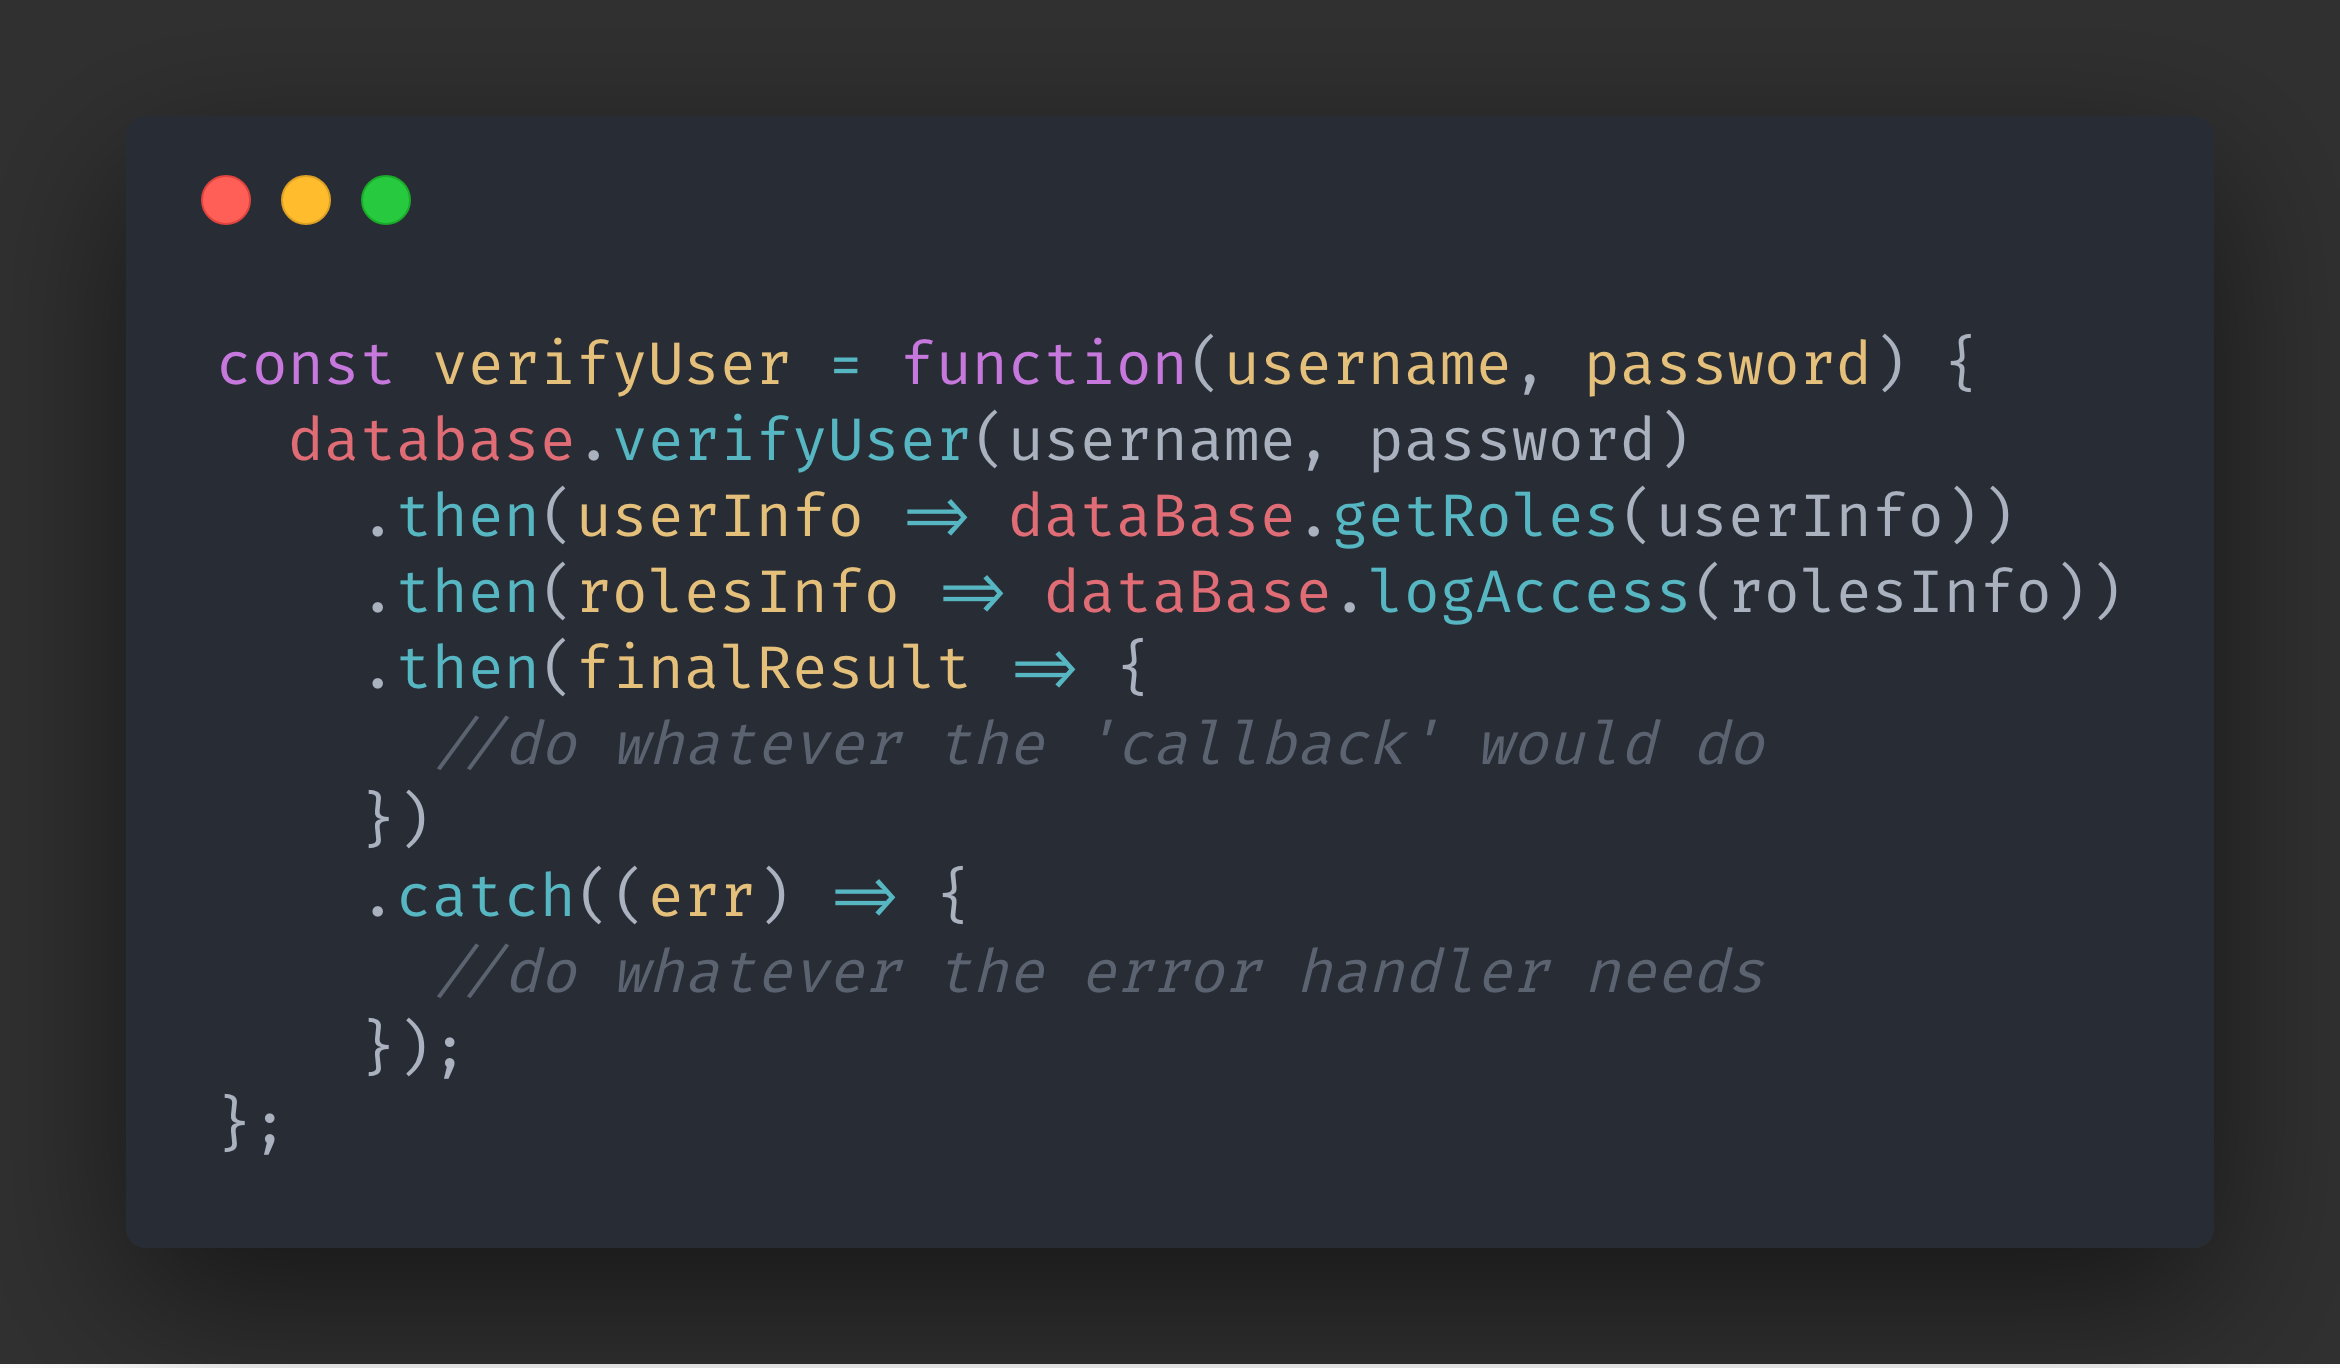 const verifyUser = function(username, password) {
  database.verifyUser(username, password)
    .then(userInfo => dataBase.getRoles(userInfo))
    .then(rolesInfo => dataBase.logAccess(rolesInfo))
    .then(finalResult => {
      //do whatever the 'callback' would do
    })
    .catch((err) => {
      //do whatever the error handler needs
    });
};